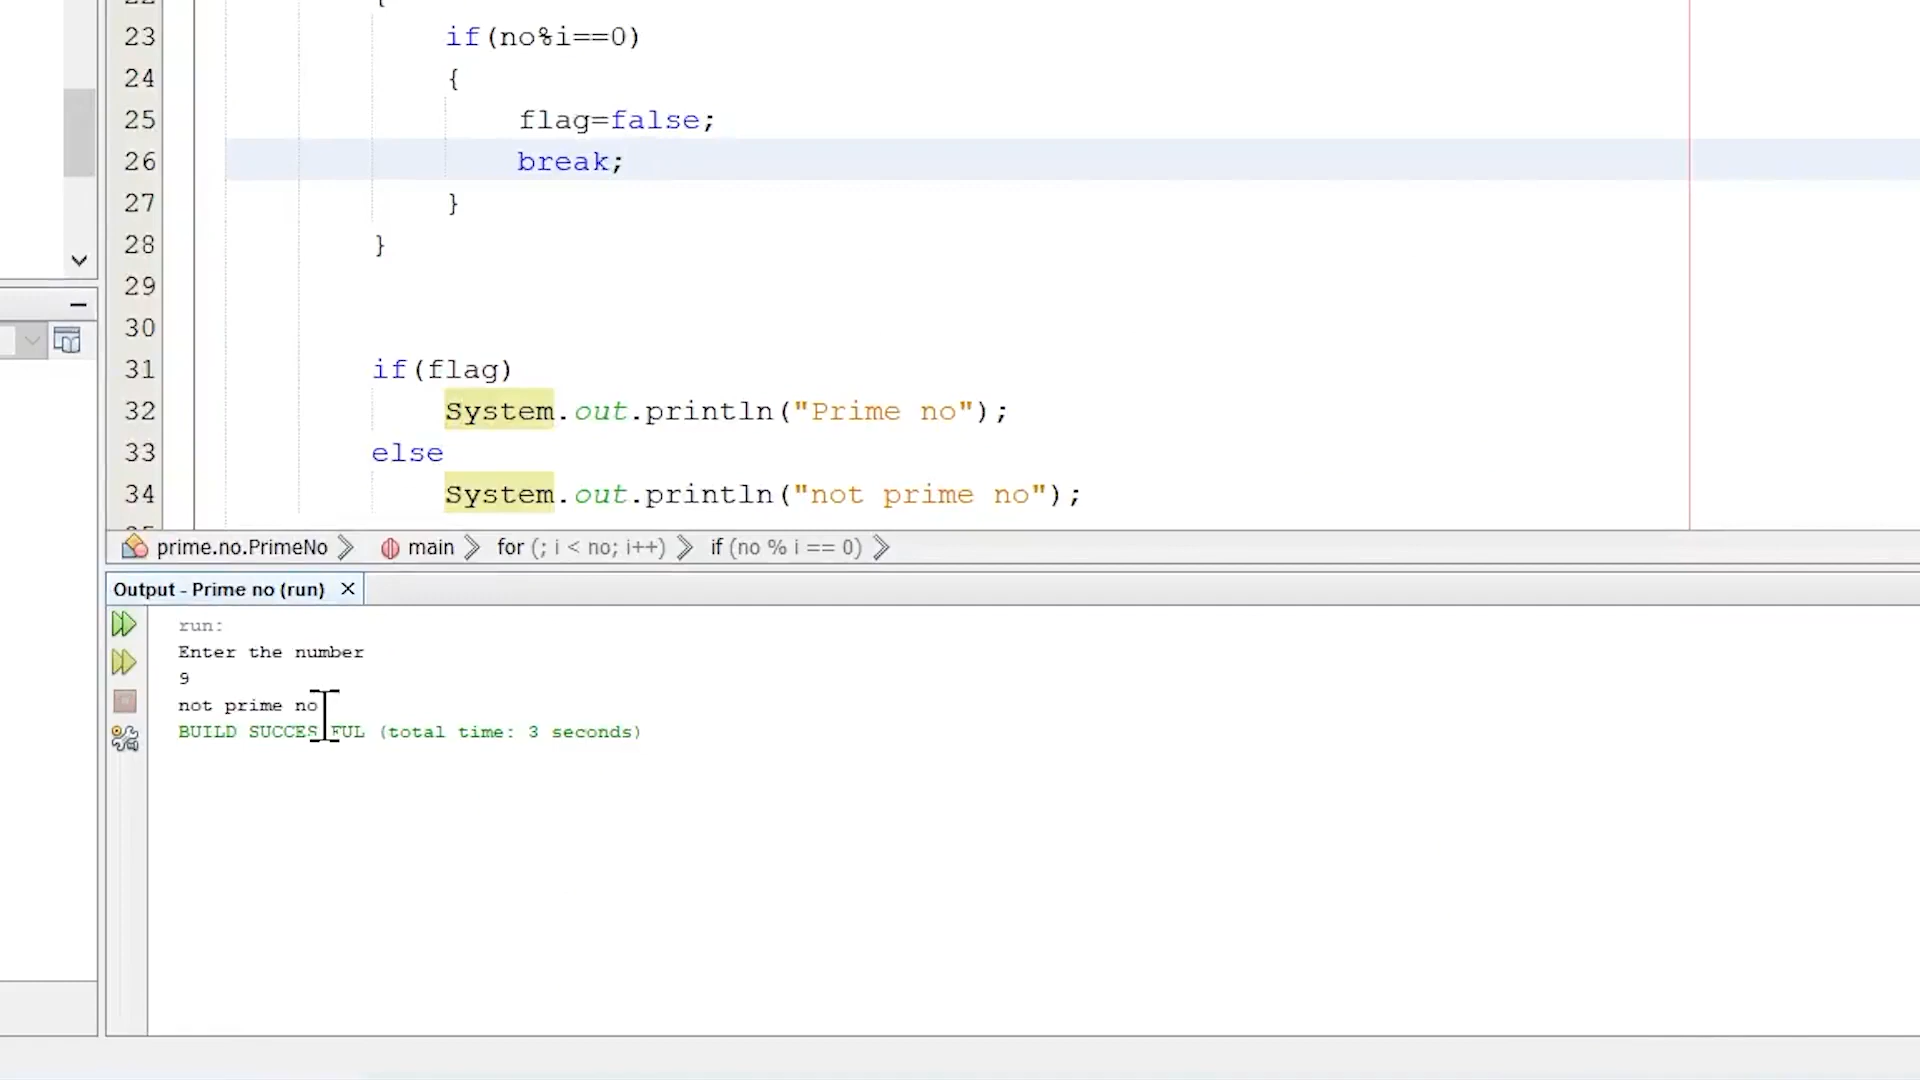 22 {
23 if(no%i==0)
24 {
25 flag=false;
26 break;
27 }
28 }
29
30
31 if(flag)
32 System.out.println("Prime no");
33 else
34 System.out.println("not prime no");
prime.no.PrimeNo main for (; i < no; i++) if (no % i == 0)
Output - Prime no (run)
run:
Enter the number
9
not prime no
BUILD SUCCESSFUL (total time: 3 seconds)